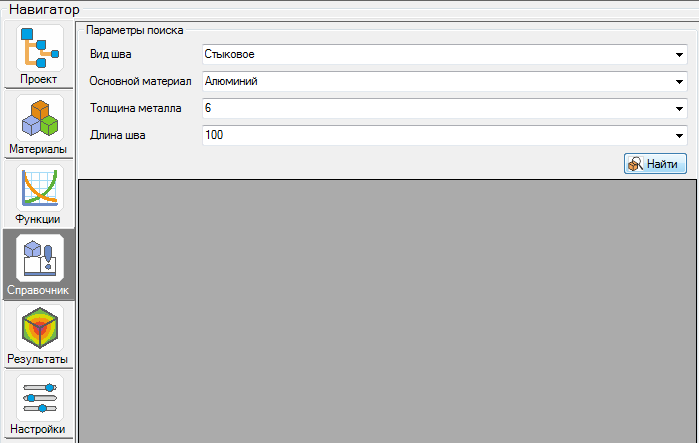 Навигатор
Проект
Материалы
Функции
Справочник
Результаты
Настройки
Параметры поиска
Вид шва Стыковое
Основной материал Алюминий
Толщина металла 6
Длина шва 100
Найти